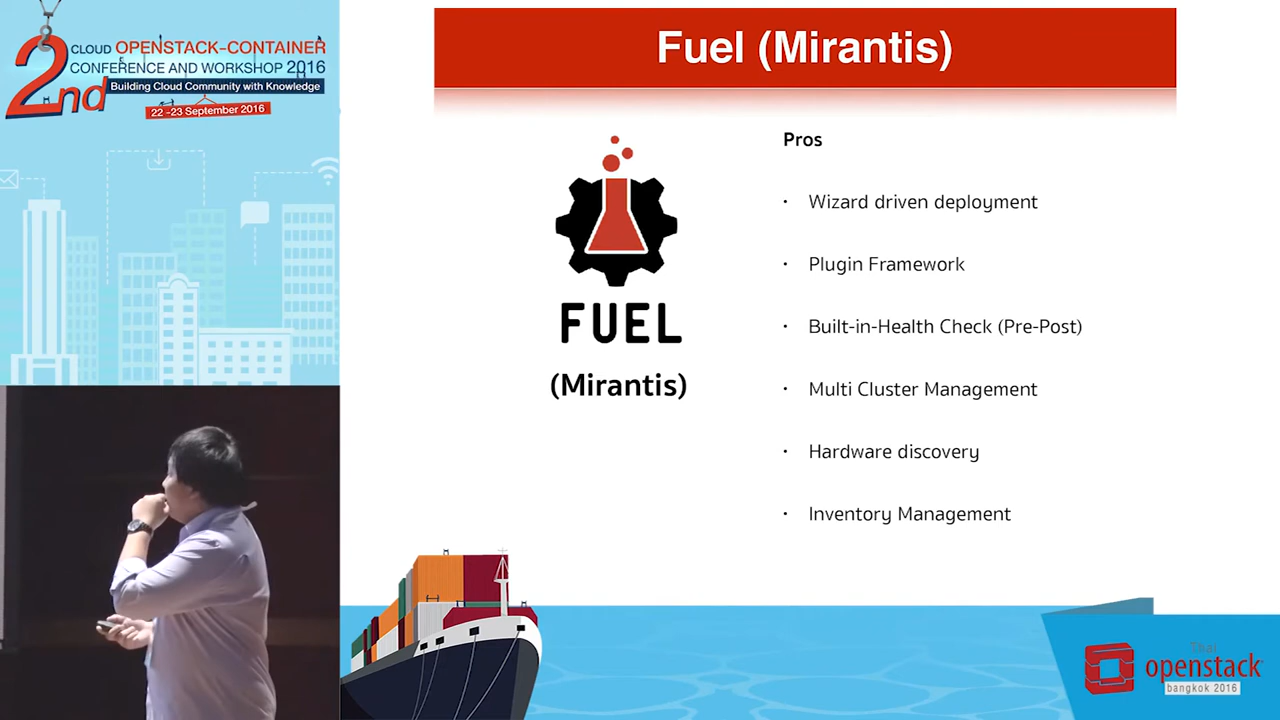 2nd
CLOUD OPENSTACK-CONTAINER
CONFERENCE AND WORKSHOP 2016
Building Cloud Community with Knowledge
22 -23 September 2016
Fuel (Mirantis)
FUEL
(Mirantis)
Pros
• Wizard driven deployment
• Plugin Framework
• Built-in-Health Check (Pre-Post)
• Multi Cluster Management
• Hardware discovery
• Inventory Management
Thai
openstack
bangkok 2016